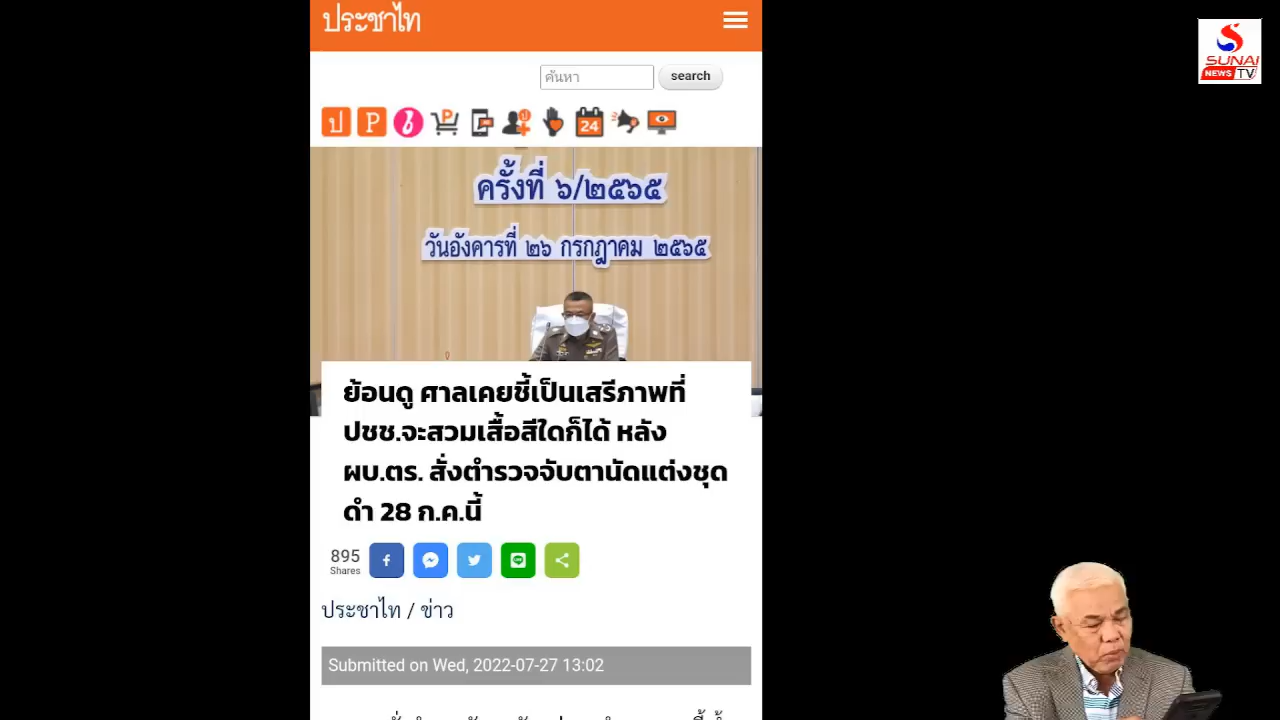 ประชาไท
ค้นหา
search
ป
P
P
ป
24
SUNAI
NEWS TV
ครั้งที่ ๖/๒๕๖๕
วันอังคารที่ ๒๖ กรกฎาคม ๒๕๖๕
ย้อนดู ศาลเคยชี้เป็นเสรีภาพที่
ปชช.จะสวมเสื้อสีใดก็ได้ หลัง
ผบ.ตร. สั่งตำรวจจับตานัดแต่งชุด
ดำ 28 ก.ค.นี้
895
Shares
ประชาไท / ข่าว
Submitted on Wed, 2022-07-27 13:02